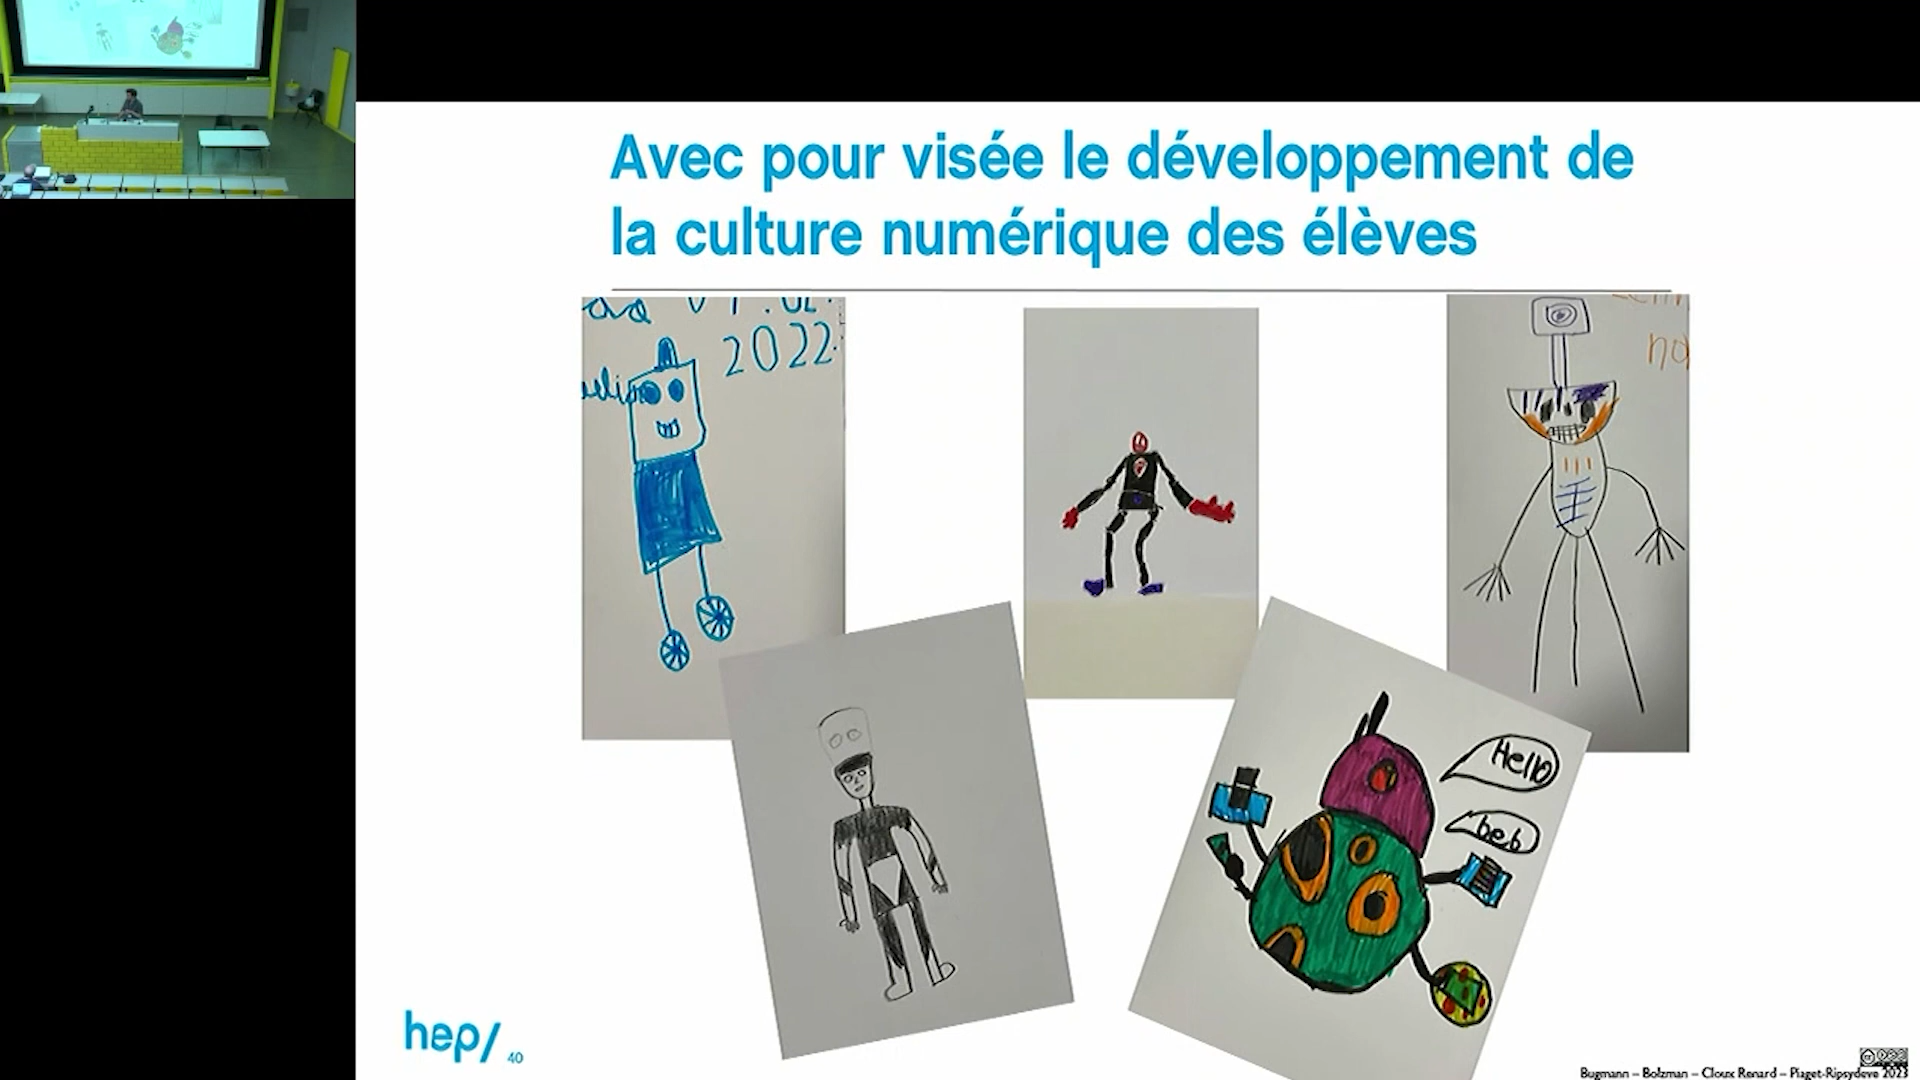 Avec pour visée le développement de
la culture numérique des élèves
2022
Hello
hep/ 40
Bugmann – Bolzman – Cloux Renard – Piaget-Ripsydeve 2023